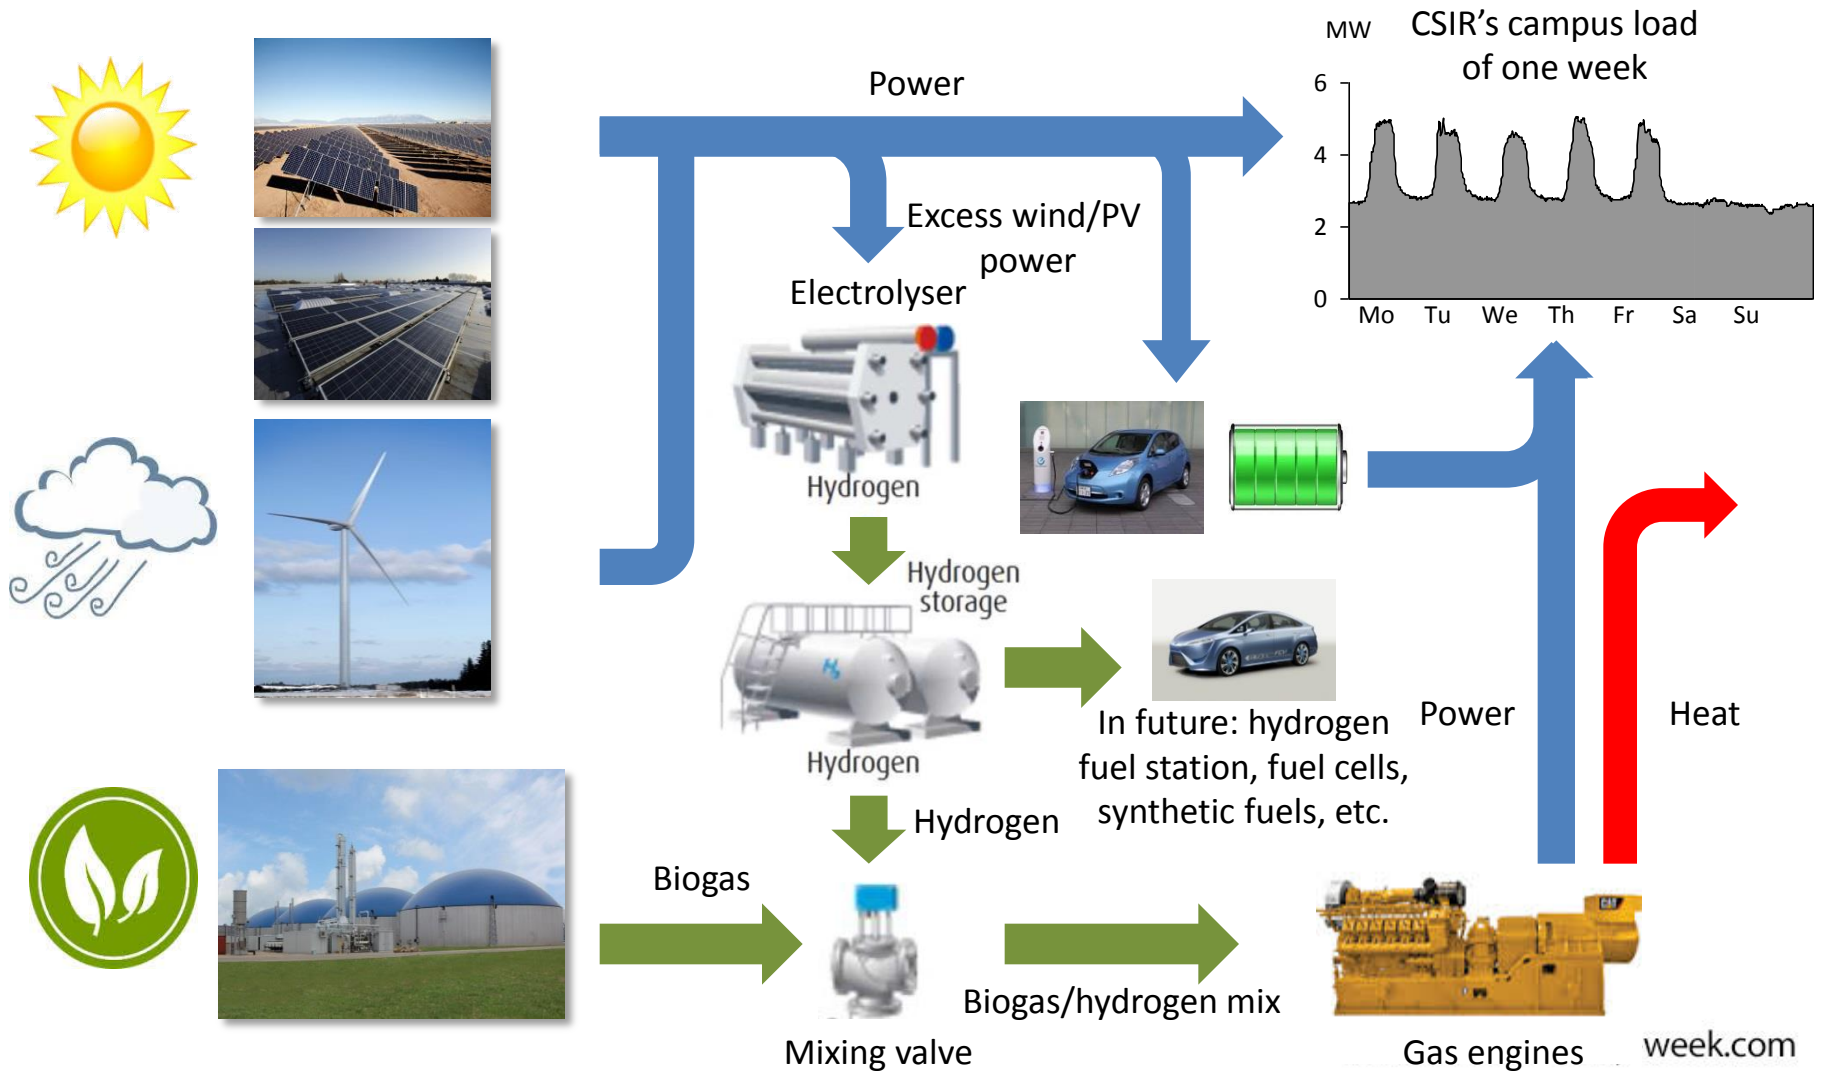 MW
CSIR's campus load
of one week
6
4
2
0
Mo Tu We Th Fr Sa Su
Power
Excess wind/PV
power
Electrolyser
Hydrogen
Hydrogen
storage
H2
Hydrogen
In future: hydrogen
fuel station, fuel cells,
synthetic fuels, etc.
Power
Heat
Hydrogen
Biogas
Biogas/hydrogen mix
CAT
Mixing valve
Gas engines
week.com